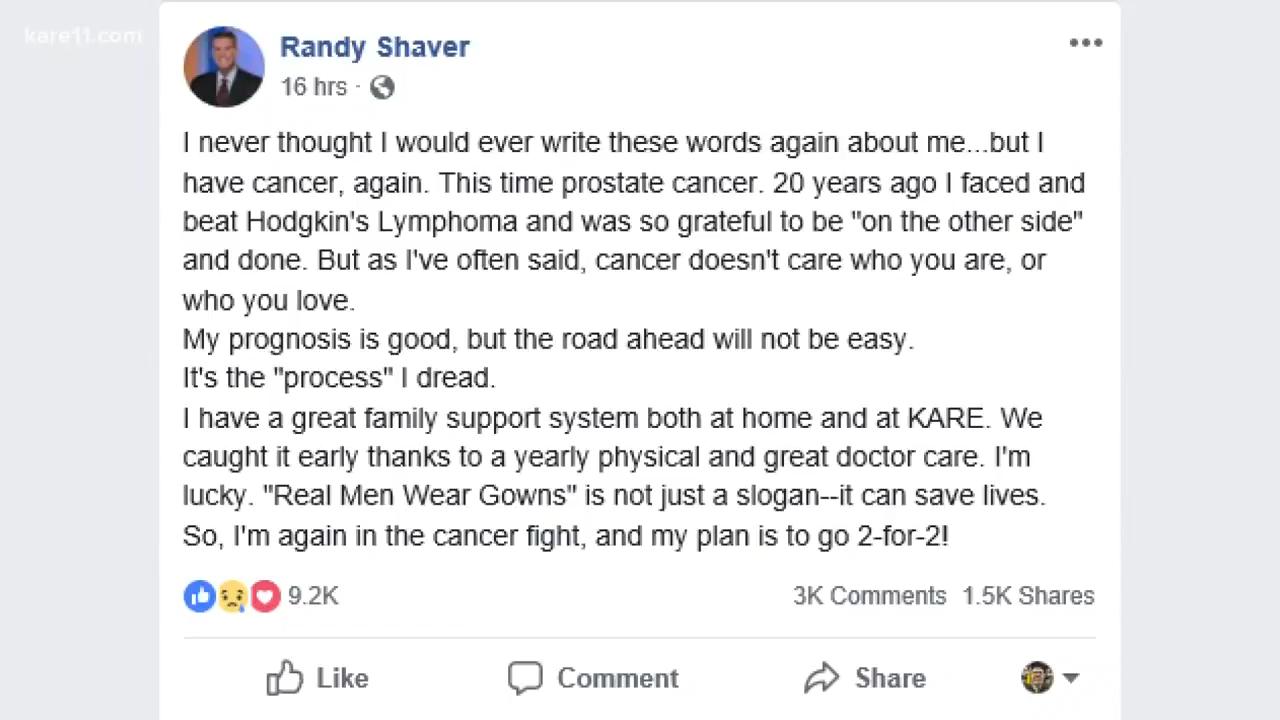 kare11.com
Randy Shaver
16 hrs ·
I never thought I would ever write these words again about me...but I
have cancer, again. This time prostate cancer. 20 years ago I faced and
beat Hodgkin's Lymphoma and was so grateful to be "on the other side"
and done. But as I've often said, cancer doesn't care who you are, or
who you love.
My prognosis is good, but the road ahead will not be easy.
It's the "process" I dread.
I have a great family support system both at home and at KARE. We
caught it early thanks to a yearly physical and great doctor care. I'm
lucky. "Real Men Wear Gowns" is not just a slogan--it can save lives.
So, I'm again in the cancer fight, and my plan is to go 2-for-2!
9.2K 3K Comments 1.5K Shares
Like Comment Share